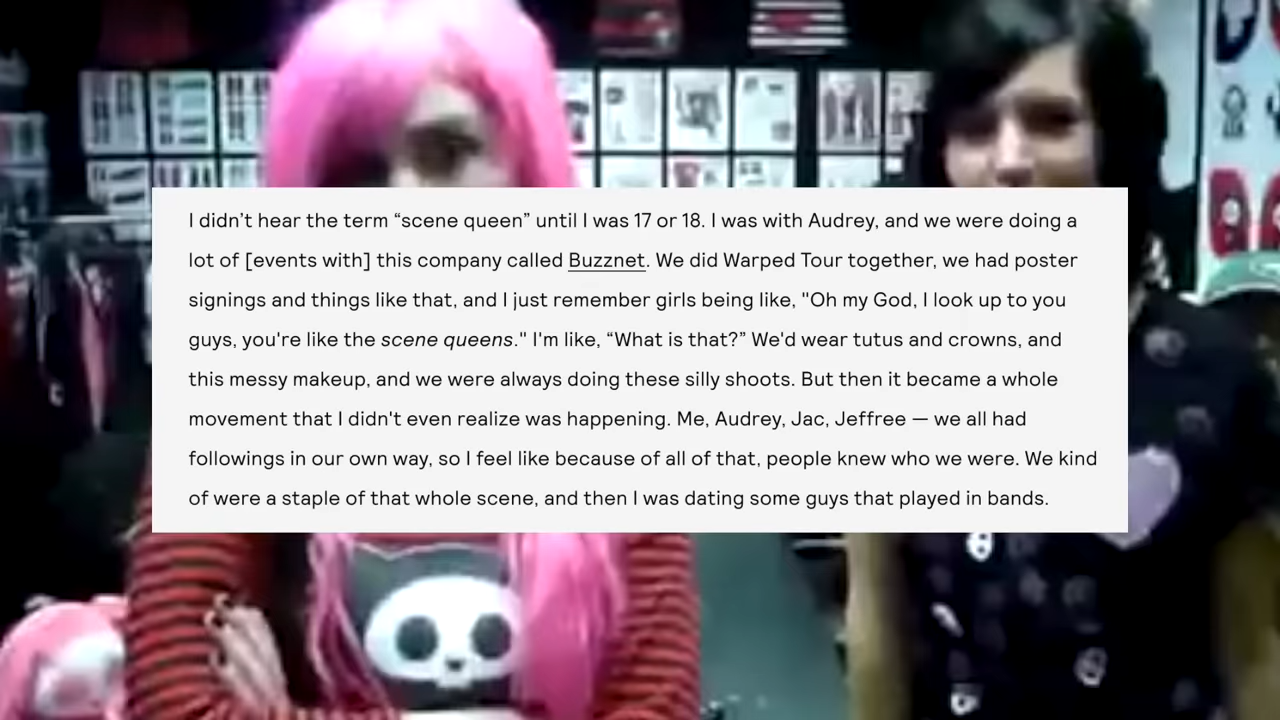 I didn’t hear the term “scene queen” until I was 17 or 18. I was with Audrey, and we were doing a
lot of [events with] this company called Buzznet. We did Warped Tour together, we had poster
signings and things like that, and I just remember girls being like, "Oh my God, I look up to you
guys, you're like the scene queens." I'm like, “What is that?” We'd wear tutus and crowns, and
this messy makeup, and we were always doing these silly shoots. But then it became a whole
movement that I didn't even realize was happening. Me, Audrey, Jac, Jeffree — we all had
followings in our own way, so I feel like because of all of that, people knew who we were. We kind
of were a staple of that whole scene, and then I was dating some guys that played in bands.